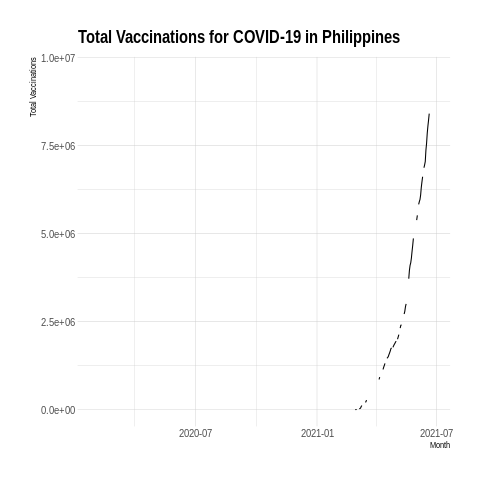 Total Vaccinations for COVID-19 in Philippines
Total Vaccinations
1.0e+07
7.5e+06
5.0e+06
2.5e+06
0.0e+00
2020-07 2021-01 2021-07
Month